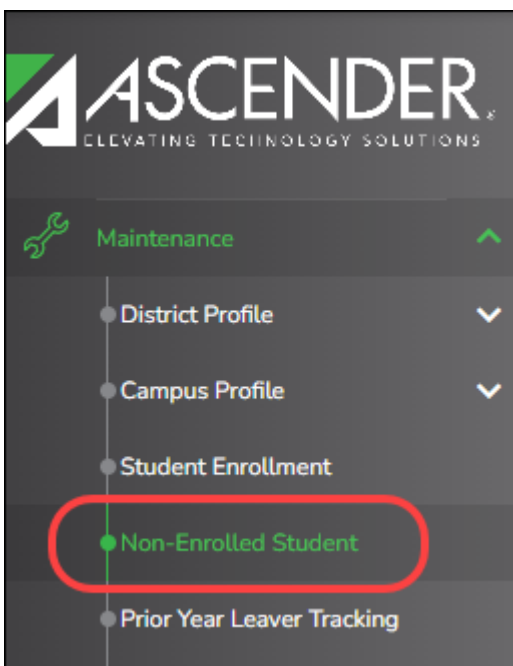 ASCENDER®
ELEVATING TECHNOLOGY SOLUTIONS
Maintenance
District Profile
Campus Profile
Student Enrollment
Non-Enrolled Student
Prior Year Leaver Tracking